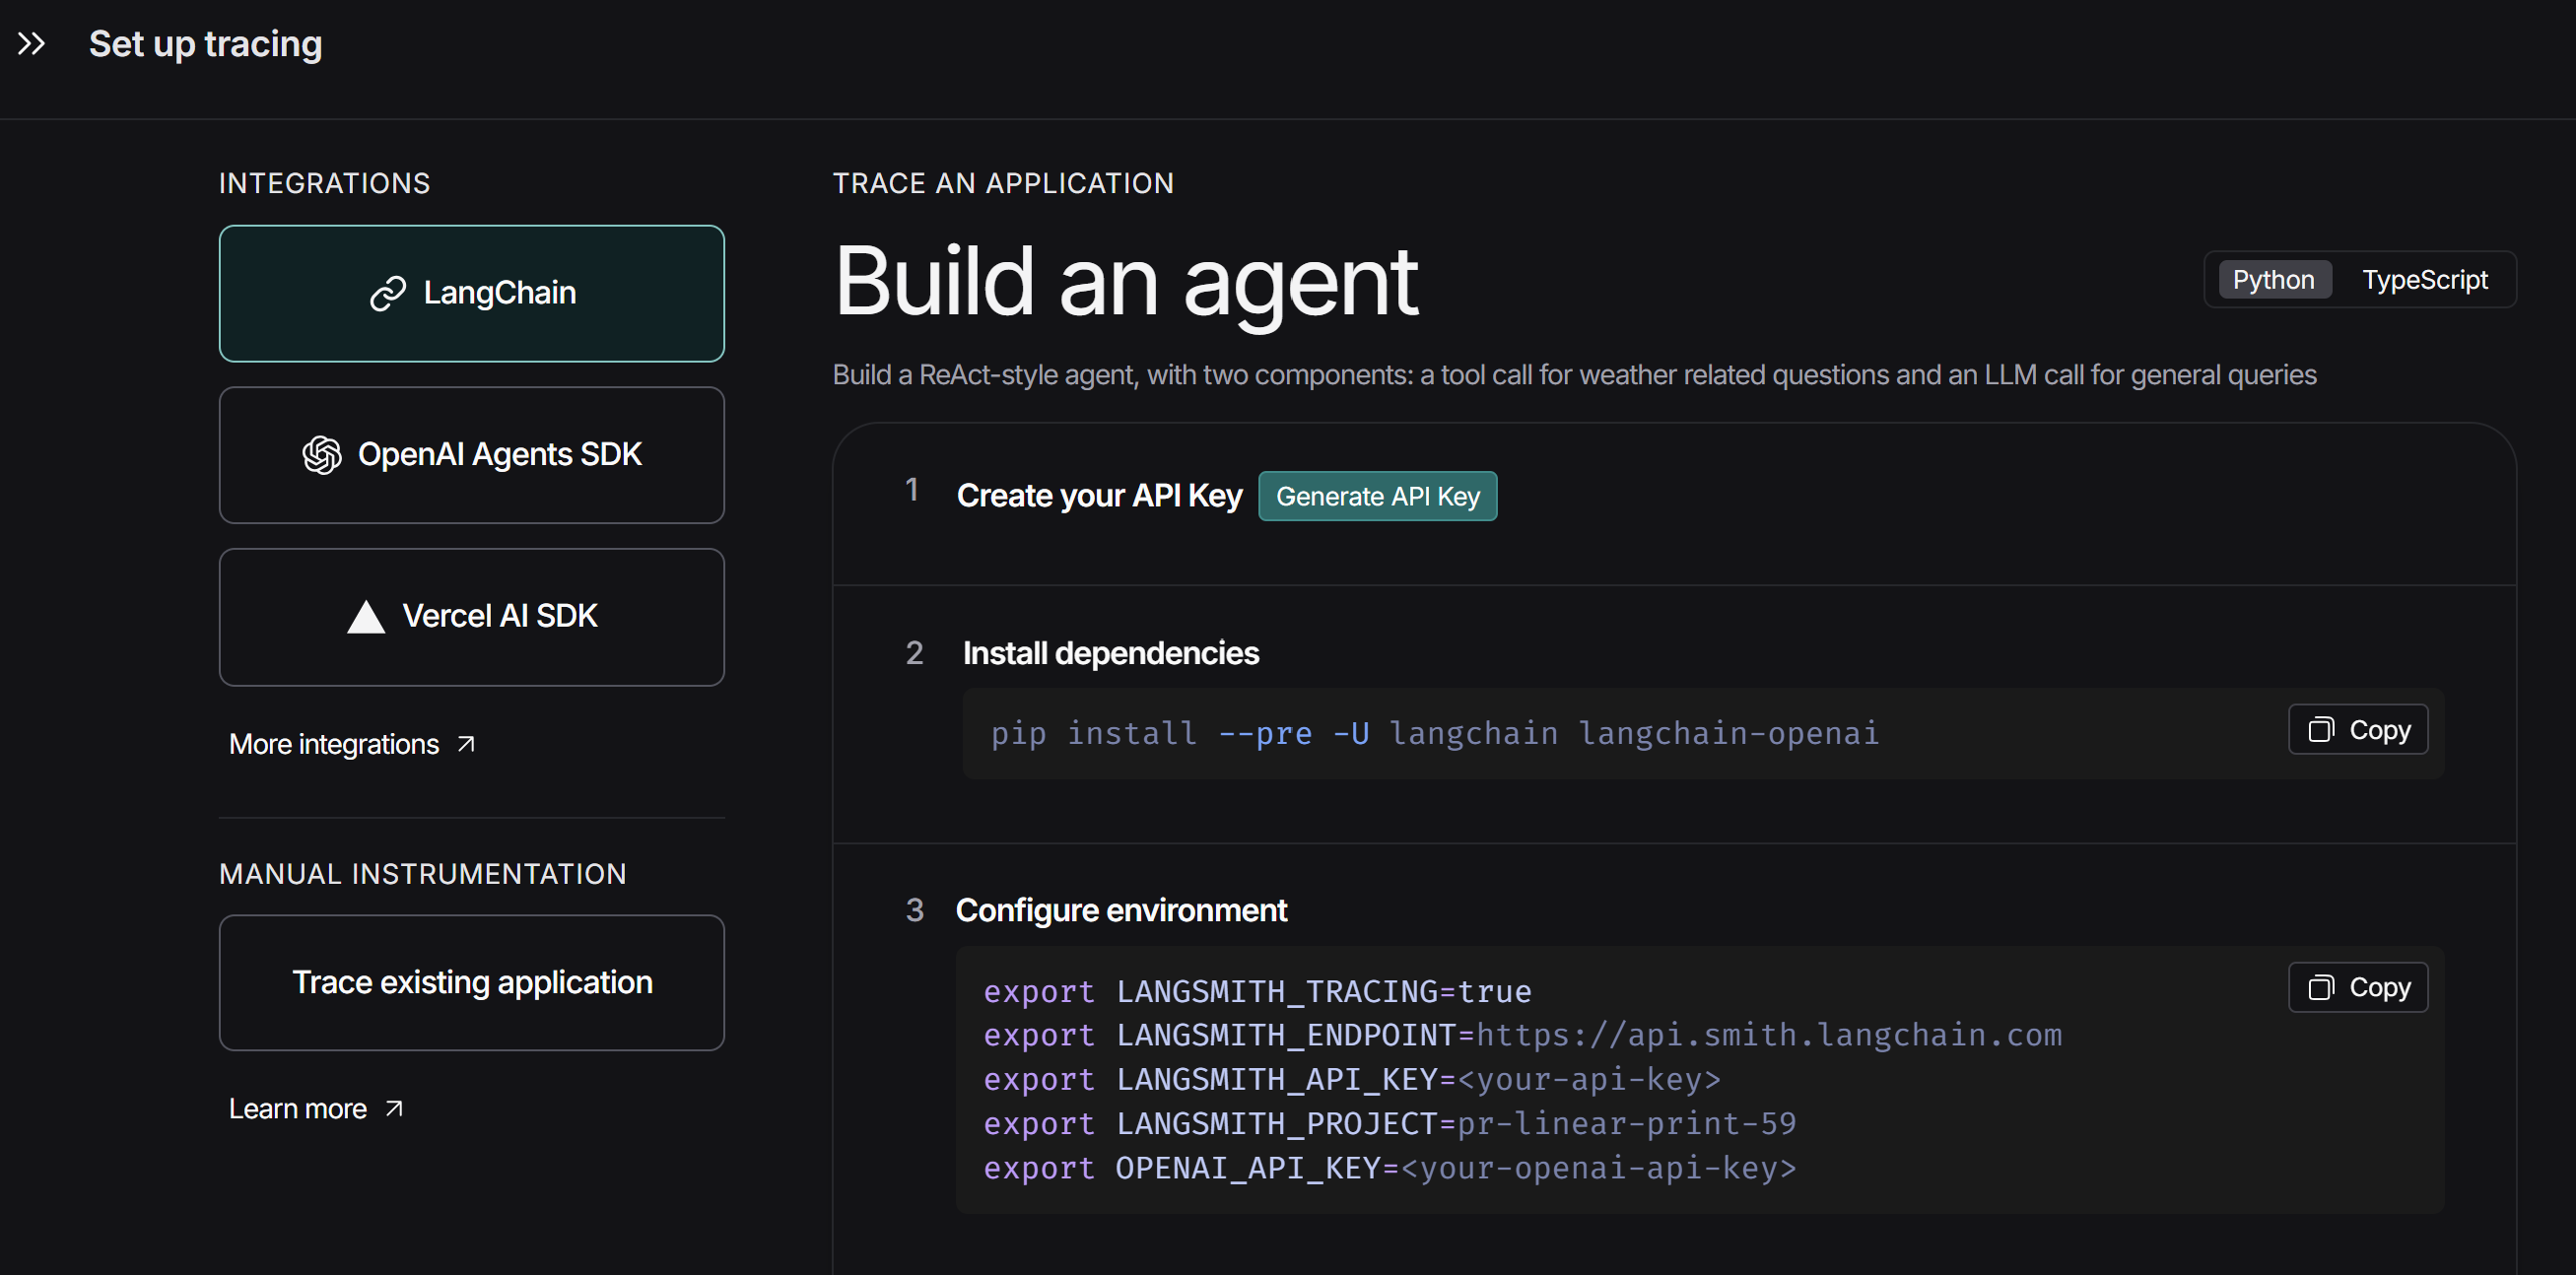 Set up tracing
INTEGRATIONS
LangChain
OpenAI Agents SDK
Vercel AI SDK
More integrations
MANUAL INSTRUMENTATION
Trace existing application
Learn more
TRACE AN APPLICATION
Build an agent
Python TypeScript
Build a ReAct-style agent, with two components: a tool call for weather related questions and an LLM call for general queries
1 Create your API Key Generate API Key
2 Install dependencies
pip install --pre -U langchain langchain-openai
Copy
3 Configure environment
Copy
export LANGSMITH_TRACING=true
export LANGSMITH_ENDPOINT=https://api.smith.langchain.com
export LANGSMITH_API_KEY=<your-api-key>
export LANGSMITH_PROJECT=pr-linear-print-59
export OPENAI_API_KEY=<your-openai-api-key>